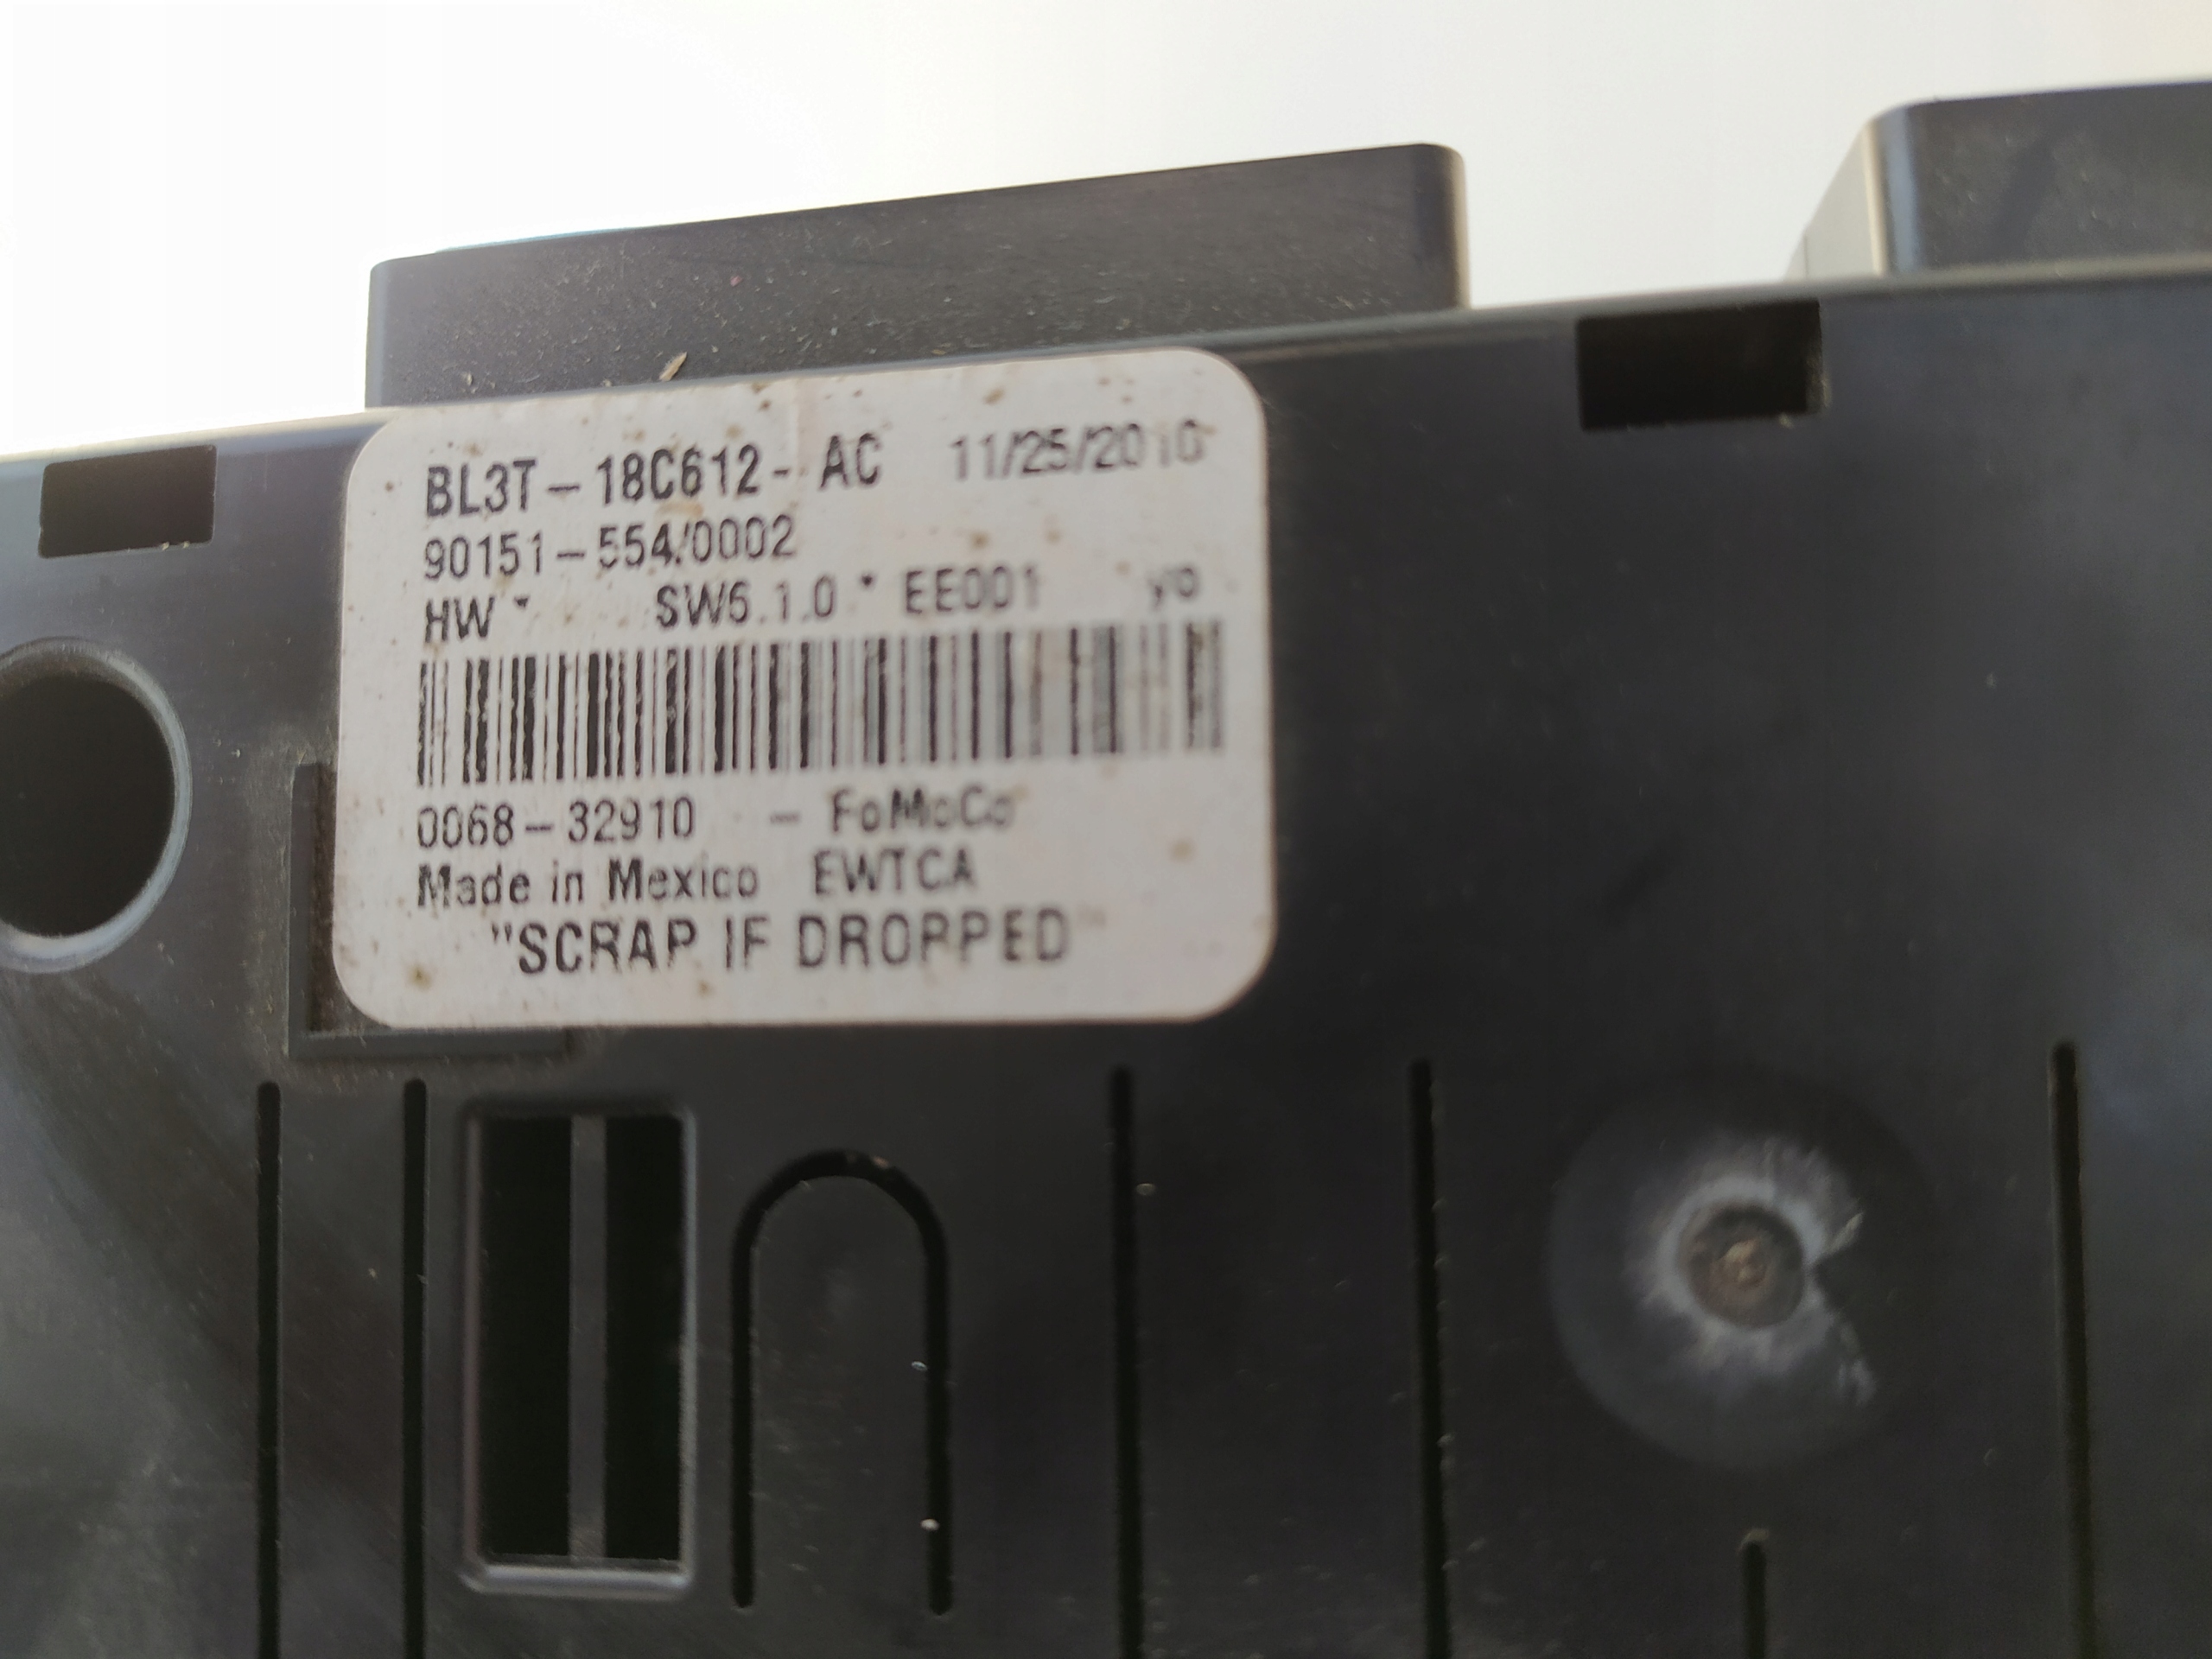 BL3T-18C612-AC 11/25/2010
90151-554/0002
HW * SW6.1.0 * EE001
0068-32910 - FoMoCo
Made in Mexico EWTCA
"SCRAP IF DROPPED"